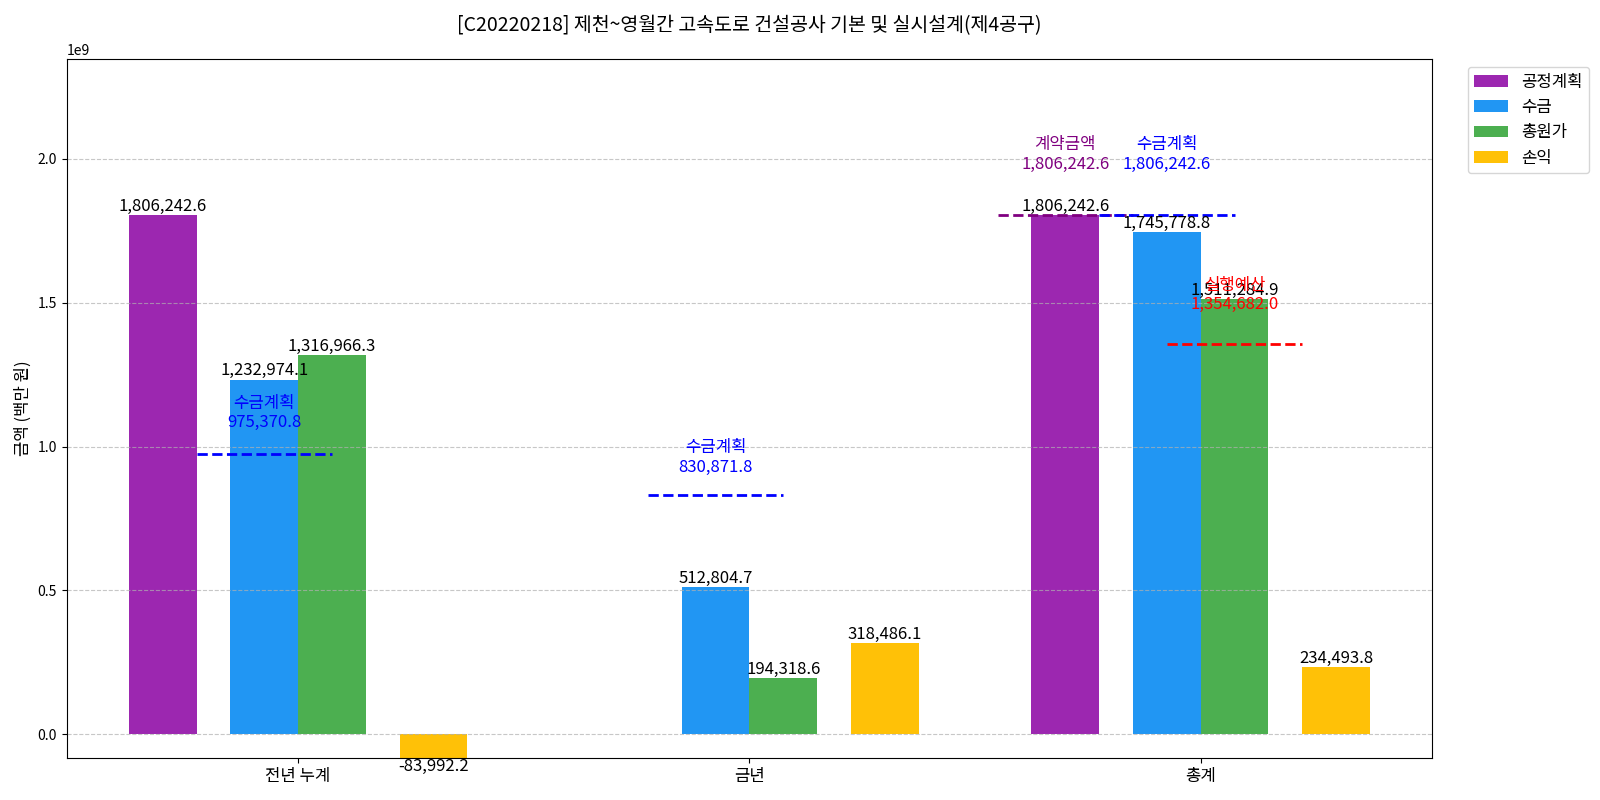 [C20220218] 제천~영월간 고속도로 건설공사 기본 및 실시설계(제4공구)
1e9
공정계획
수금
총원가
손익
금액 (백만 원)
2.0
1.5
1.0
0.5
0.0
1,806,242.6
1,232,974.1
1,316,966.3
수금계획
975,370.8
-83,992.2
수금계획
830,871.8
512,804.7
194,318.6
318,486.1
계약금액
1,806,242.6
수금계획
1,806,242.6
1,806,242.6
1,745,778.8
실행예산
1,354,682.0
1,511,284.9
234,493.8
전년 누계
금년
총계